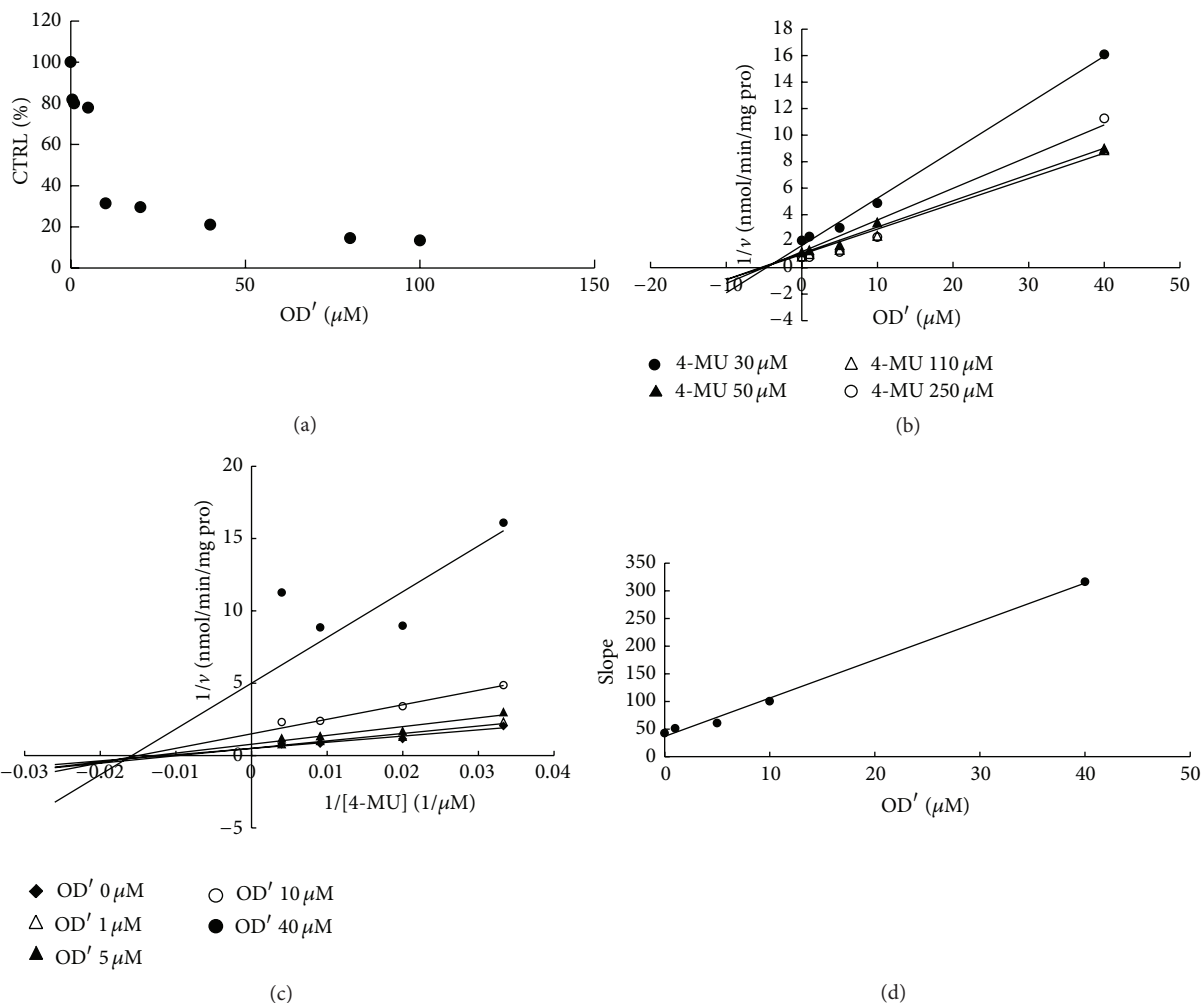 120
100
80
60
40
20
0
CTRL (%)
0
50
100
150
OD′ (μM)
(a)
18
16
14
12
10
8
6
4
2
0
−2
−4
1/v (nmol/min/mg pro)
−20
−10
0
10
20
30
40
50
OD′ (μM)
4-MU 30 μM
4-MU 110 μM
4-MU 50 μM
4-MU 250 μM
(b)
20
15
10
5
0
−5
1/v (nmol/min/mg pro)
−0.03
−0.02
−0.01
0
0.01
0.02
0.03
0.04
1/[4-MU] (1/μM)
OD′ 0 μM
OD′ 10 μM
OD′ 1 μM
OD′ 40 μM
OD′ 5 μM
(c)
350
300
250
200
150
100
50
0
Slope
0
10
20
30
40
50
OD′ (μM)
(d)